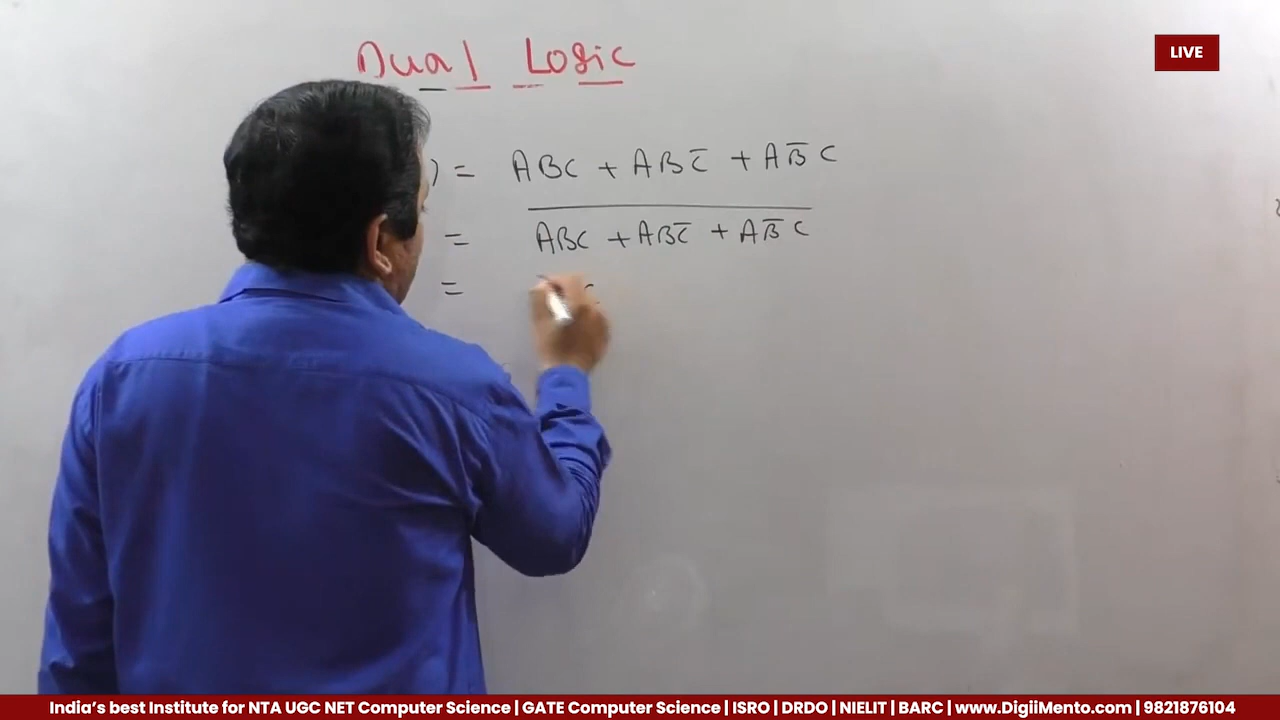 Dual Logic
LIVE
) = ABC + ABC̅ + AB̅C
= \overline{ABC + ABC̅ + AB̅C}
=
India's best Institute for NTA UGC NET Computer Science | GATE Computer Science | ISRO | DRDO | NIELIT | BARC | www.DigiiMento.com | 9821876104